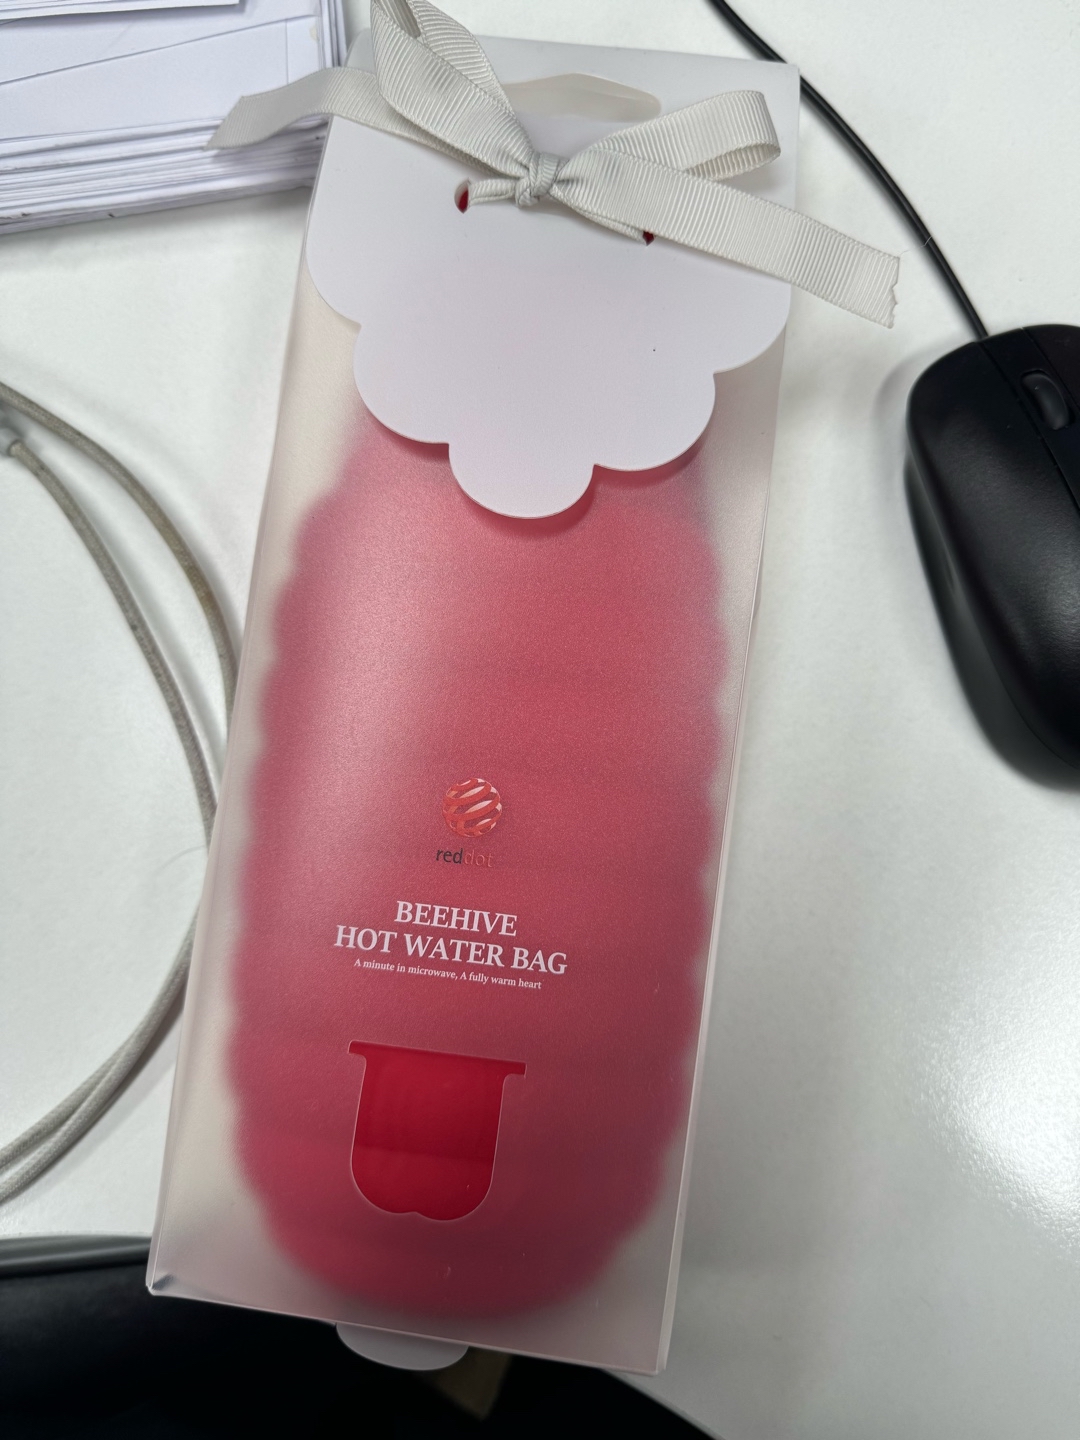 reddot
BEEHIVE
HOT WATER BAG
A minute in microwave, A fully warm heart